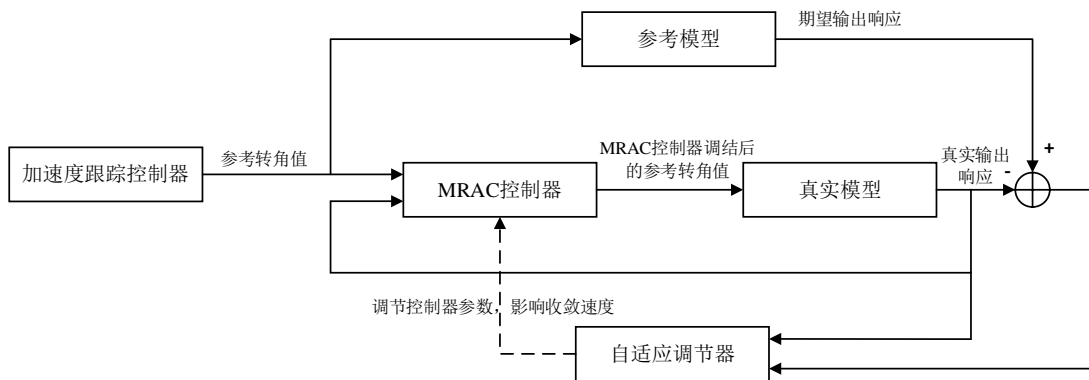 期望输出响应
参考模型
加速度跟踪控制器
参考转角值
MRAC控制器
MRAC控制器调结后
的参考转角值
真实模型
真实输出
响应
+
-
调节控制器参数，影响收敛速度
自适应调节器